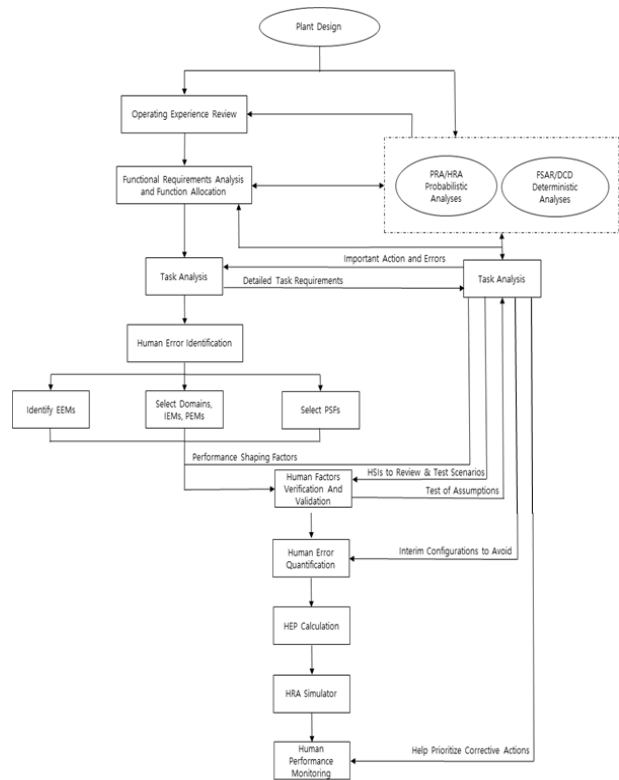 Plant Design
Operating Experience Review
Functional Requirements Analysis
and Function Allocation
PRA/HRA
Probabilistic
Analyses
FSAR/DCD
Deterministic
Analyses
Important Action and Errors
Task Analysis
Task Analysis
Detailed Task Requirements
Human Error Identification
Identify EEMs
Select Domains,
IEMs, PEMs
Select PSFs
Performance Shaping Factors
HSIs to Review & Test Scenarios
Human Factors
Verification And
Validation
Test of Assumptions
Human Error
Quantification
Interim Configurations to Avoid
HEP Calculation
HRA Simulator
Human
Performance
Monitoring
Help Prioritize Corrective Actions